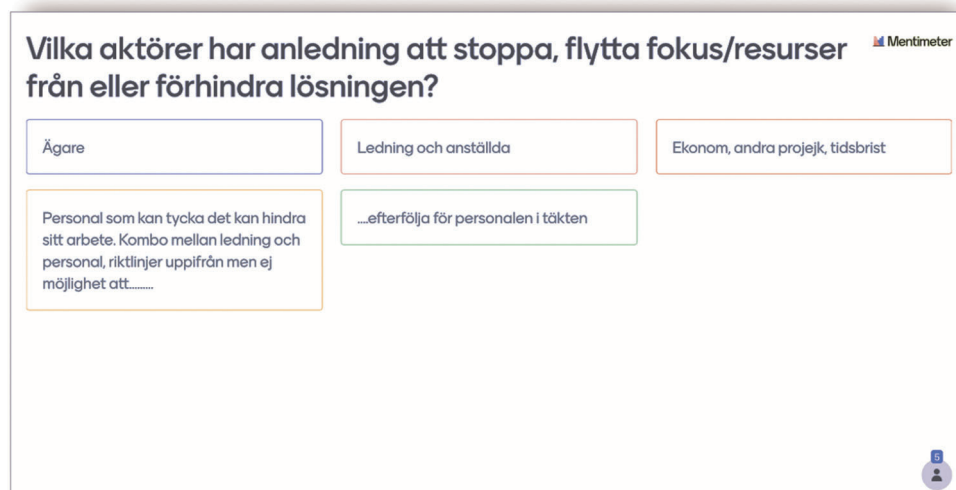 Vilka aktörer har anledning att stoppa, flytta fokus/resurser
från eller förhindra lösningen?
Mentimeter
Ägare
Ledning och anställda
Ekonom, andra projejk, tidsbrist
Personal som kan tycka det kan hindra
sitt arbete. Kombo mellan ledning och
personal, riktlinjer uppifrån men ej
möjlighet att.........
....efterfölja för personalen i täkten
5